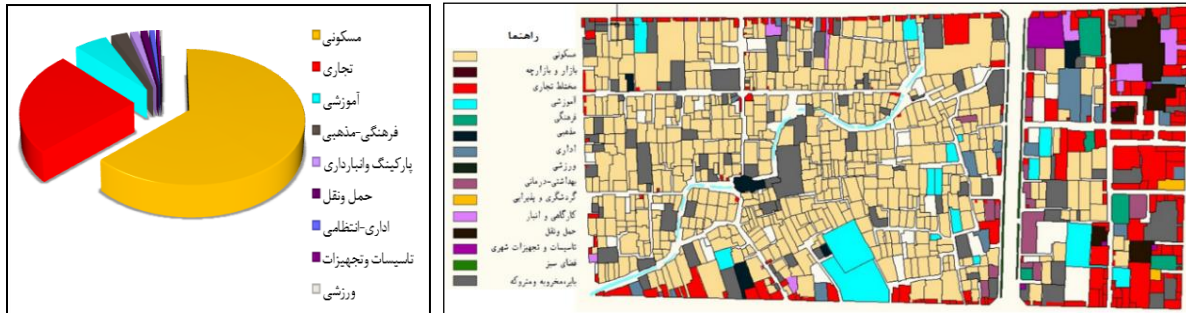 مسکونی
تجاری
آموزشی
فرهنگی-مذهبی
پارکینگ وانبارداری
حمل ونقل
اداری-انتظامی
تاسیسات وتجهیزات
ورزشی
راهنما
مسکونی
بازار و بازارچه
مختلط تجاری
آموزشی
فرهنگی
مذهبی
اداری
ورزشی
بهداشتی-درمانی
گردشگری و پذیرایی
کارگاهی و انبار
حمل ونقل
تاسیسات و تجهیزات شهری
فضای سبز
بایر،مخروبه ومتروکه